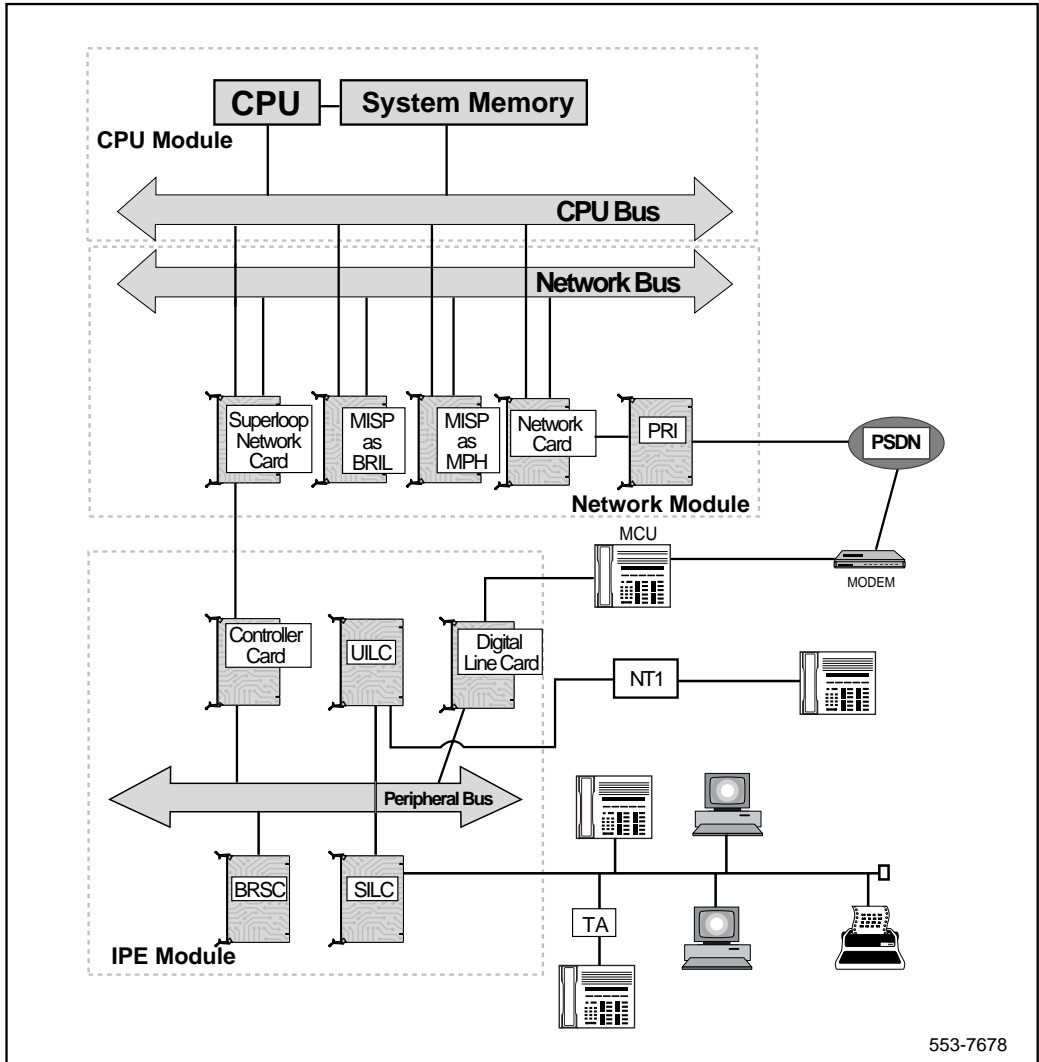 CPU
System Memory
CPU Module
CPU Bus
Network Bus
Superloop
Network
Card
MISP
as
BRIL
MISP
as
MPH
Network
Card
PRI
PSDN
Network Module
MCU
MODEM
Controller
Card
UILC
Digital
Line Card
NT1
Peripheral Bus
BRSC
SILC
TA
IPE Module
553-7678